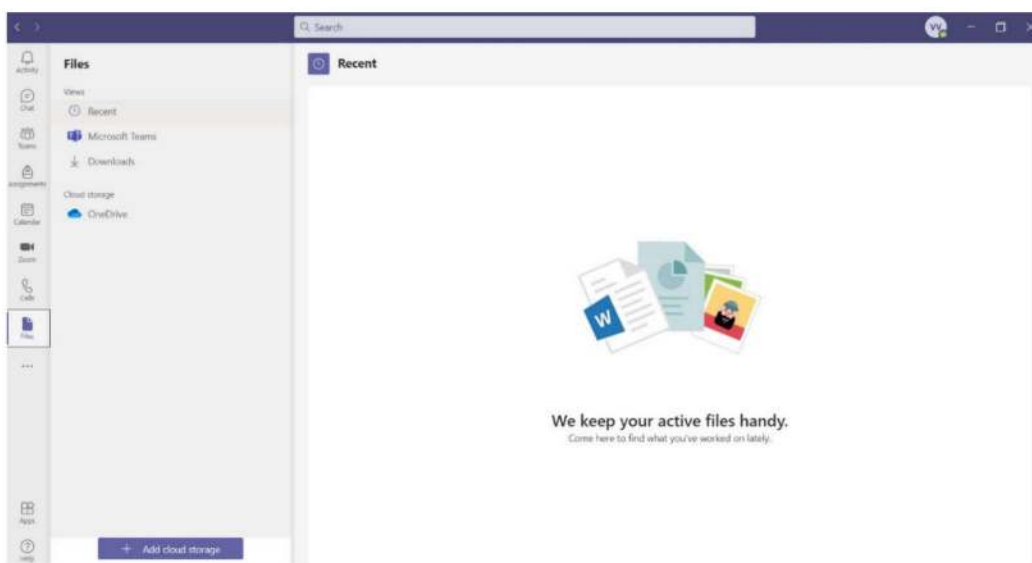 Search
VV
Activity
Chat
Teams
Assignments
Calendar
Zoom
Calls
Files
Apps
Help
Files
Views
Recent
Microsoft Teams
Downloads
Cloud storage
OneDrive
Add cloud storage
Recent
W
We keep your active files handy.
Come here to find what you've worked on lately.